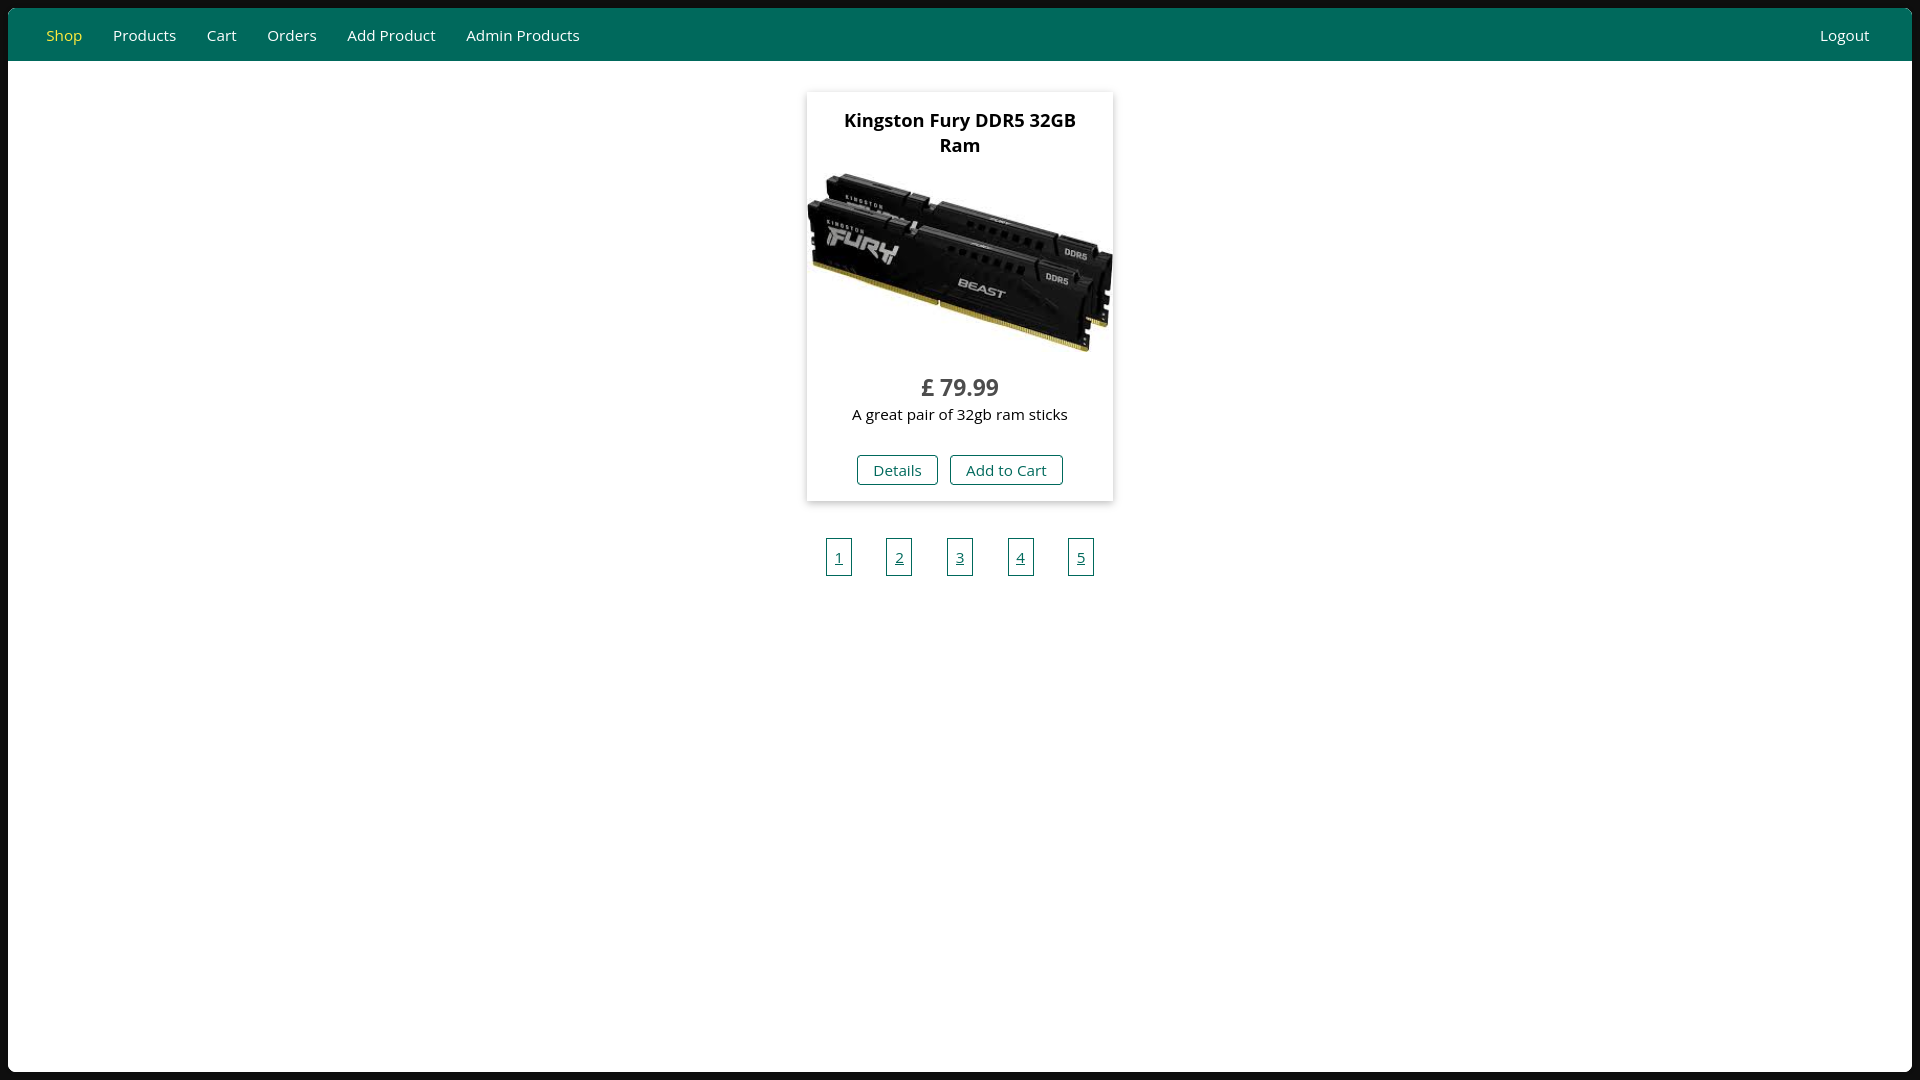 Shop Products Cart Orders Add Product Admin Products Logout
Kingston Fury DDR5 32GB
Ram
KINGSTON
KINGSTON
FURY
DDR5
DDR5
BEAST
£ 79.99
A great pair of 32gb ram sticks
Details Add to Cart
1 2 3 4 5